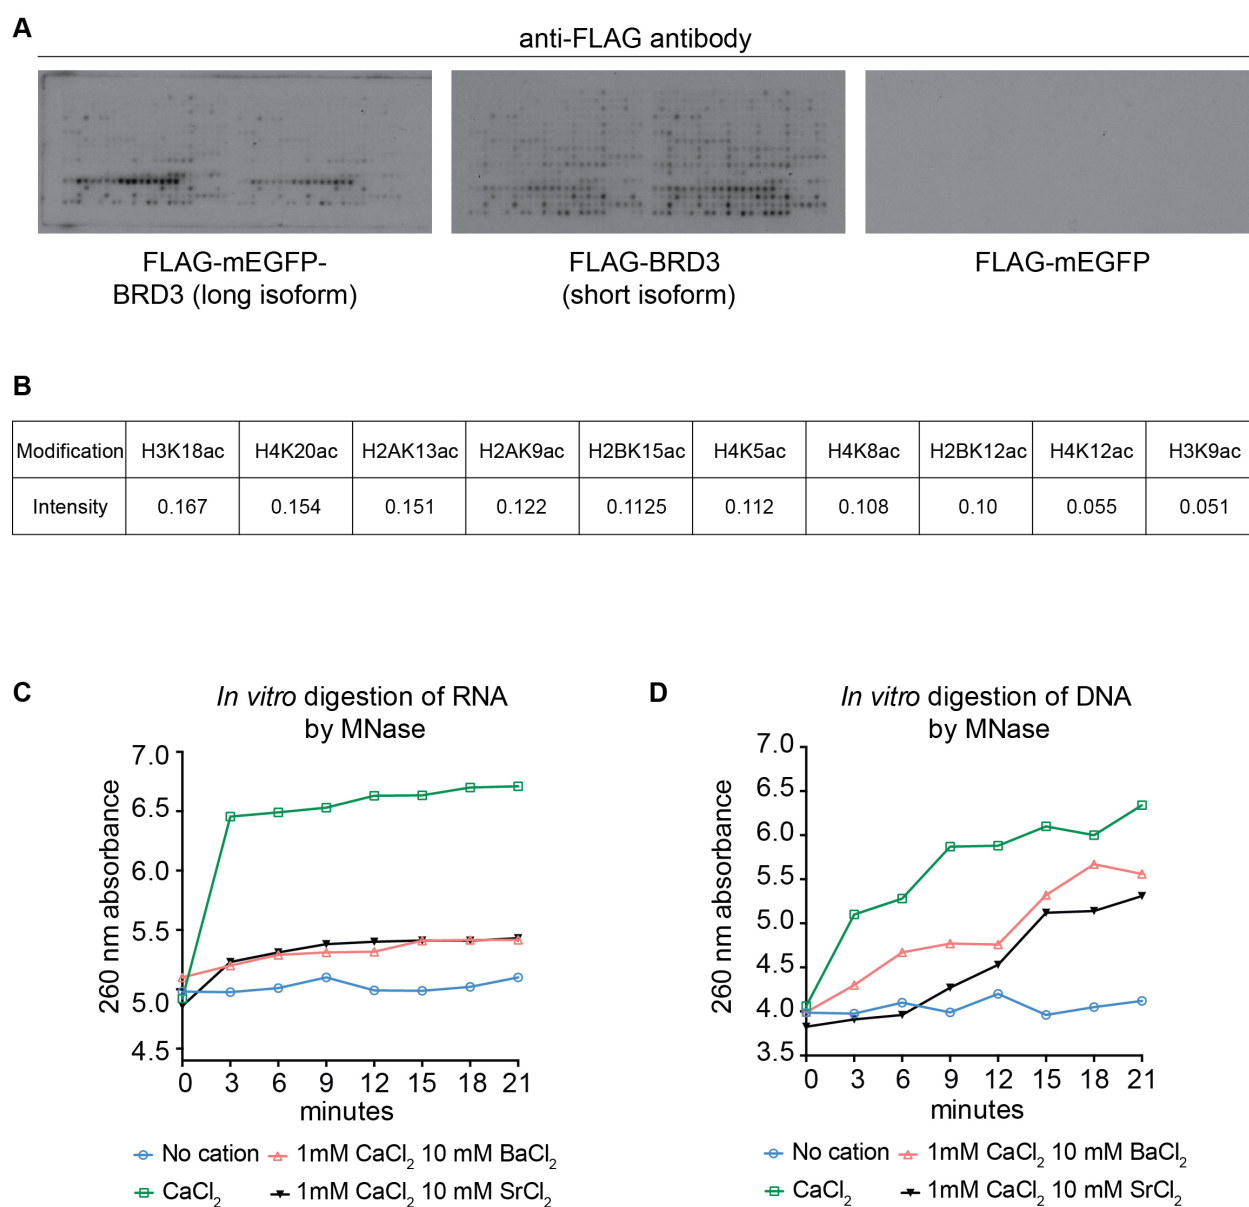 A
anti-FLAG antibody
FLAG-mEGFP-
BRD3 (long isoform)
FLAG-BRD3
(short isoform)
FLAG-mEGFP
B
Modification H3K18ac H4K20ac H2AK13ac H2AK9ac H2BK15ac H4K5ac H4K8ac H2BK12ac H4K12ac H3K9ac
Intensity 0.167 0.154 0.151 0.122 0.1125 0.112 0.108 0.10 0.055 0.051
C
In vitro digestion of RNA
by MNase
260 nm absorbance
7.0
6.5
6.0
5.5
5.0
4.5
0 3 6 9 12 15 18 21
minutes
No cation
1mM CaCl2 10 mM BaCl2
CaCl2
1mM CaCl2 10 mM SrCl2
D
In vitro digestion of DNA
by MNase
260 nm absorbance
7.0
6.5
6.0
5.5
5.0
4.5
4.0
3.5
0 3 6 9 12 15 18 21
minutes
No cation
1mM CaCl2 10 mM BaCl2
CaCl2
1mM CaCl2 10 mM SrCl2